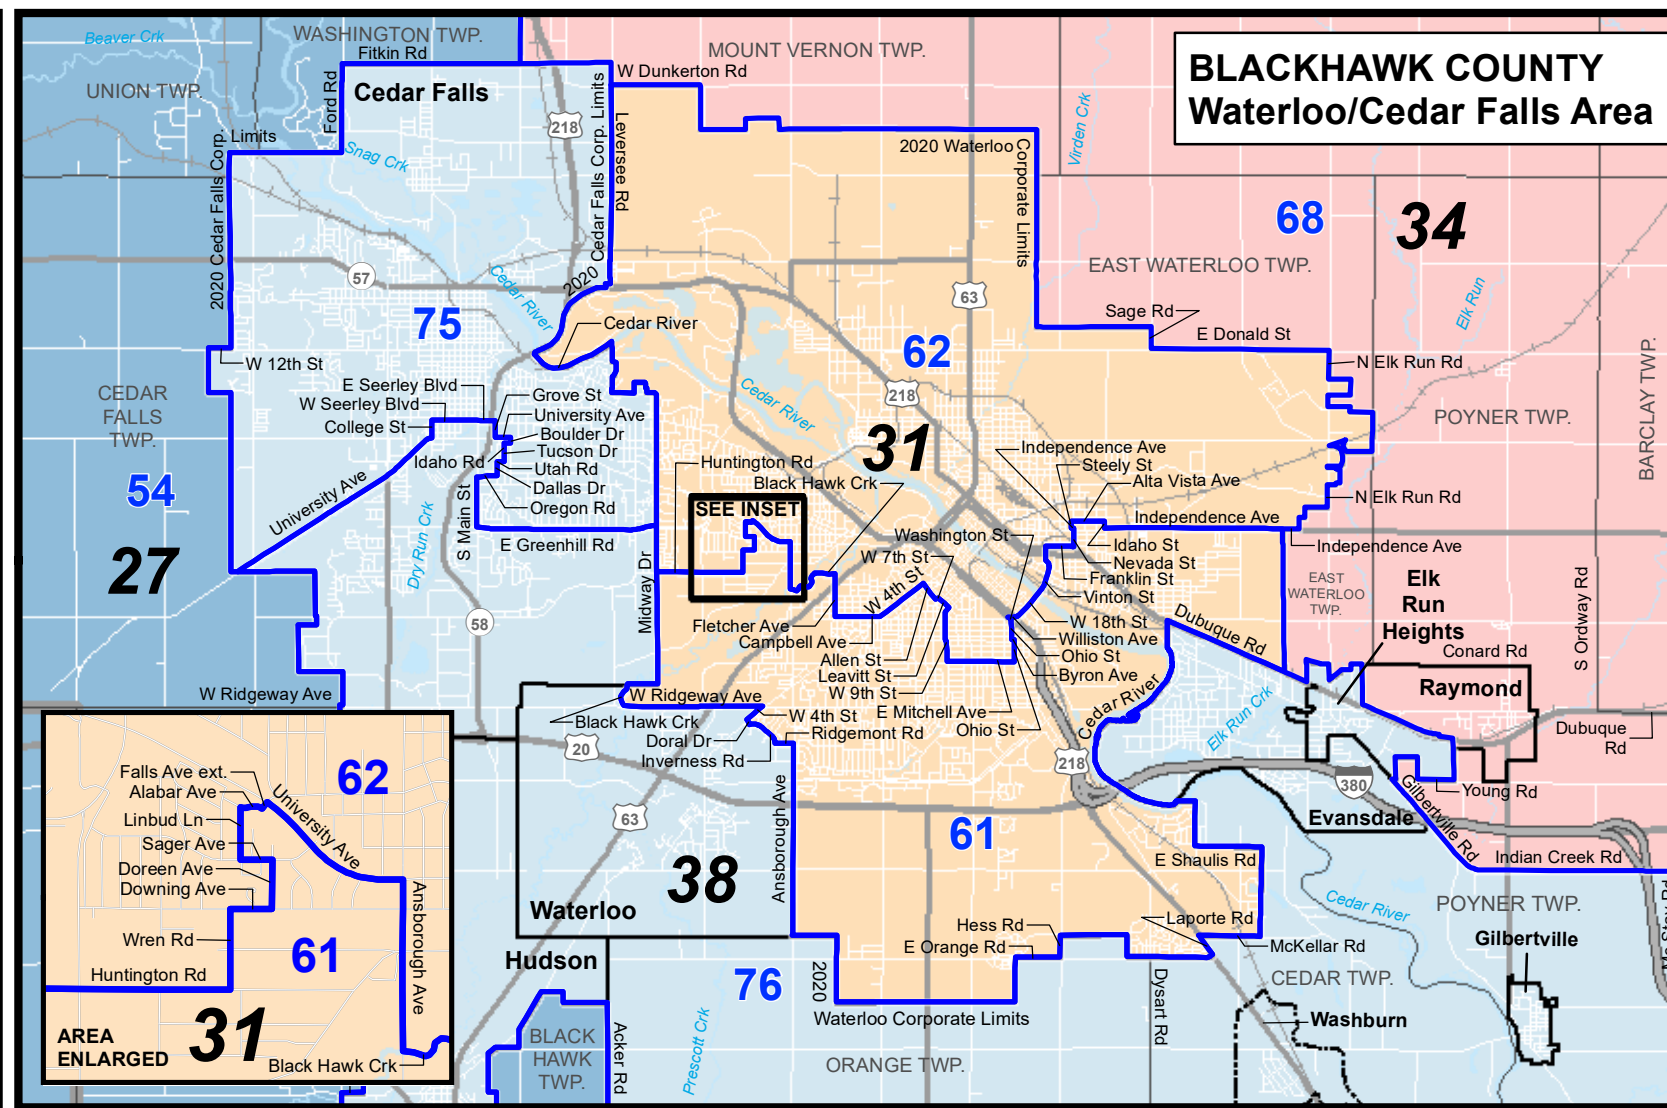 BLACKHAWK COUNTY
Waterloo/Cedar Falls Area
Beaver Crk
WASHINGTON TWP.
Fitkin Rd
MOUNT VERNON TWP.
W Dunkerton Rd
UNION TWP.
Ford Rd
Cedar Falls
218
2020 Cedar Falls Corp. Limits
Leversee Rd
Virden Crk
Corp. Limits
2020 Cedar Falls
Snag Crk
2020 Waterloo
Corporate Limits
68
34
EAST WATERLOO TWP.
57
Cedar River
63
Elk Run
75
Cedar River
62
Sage Rd
E Donald St
W 12th St
N Elk Run Rd
CEDAR
FALLS
TWP.
E Seerley Blvd
W Seerley Blvd
College St
Grove St
University Ave
Boulder Dr
Tucson Dr
Idaho Rd
Utah Rd
Dallas Dr
Oregon Rd
218
Cedar River
31
POYNER TWP.
BARCLAY TWP.
54
27
University Ave
Dry Run Crk
S Main St
E Greenhill Rd
Huntington Rd
Black Hawk Crk
SEE INSET
Independence Ave
Steely St
Alta Vista Ave
N Elk Run Rd
Independence Ave
Washington St
W 7th St
W 4th St
Idaho St
Nevada St
Franklin St
Vinton St
Independence Ave
EAST
WATERLOO
TWP.
Elk
Run
Heights
Midway Dr
58
Fletcher Ave
Campbell Ave
Allen St
Leavitt St
W 9th St
E Mitchell Ave
Ohio St
W 18th St
Williston Ave
Ohio St
Byron Ave
Dubuque Rd
Conard Rd
S Ordway Rd
Raymond
W Ridgeway Ave
W Ridgeway Ave
Black Hawk Crk
Doral Dr
Inverness Rd
W 4th St
Ridgemont Rd
Cedar River
Elk Run Crk
Dubuque
Rd
20
218
380
63
Young Rd
Gilbertville Rd
Evansdale
Indian Creek Rd
Falls Ave ext.
Alabar Ave
Linbud Ln
Sager Ave
Doreen Ave
Downing Ave
Wren Rd
Huntington Rd
University Ave
62
61
Ansborough Ave
31
AREA
ENLARGED
Black Hawk Crk
38
Ansborough Ave
61
E Shaulis Rd
Waterloo
Hudson
Hess Rd
E Orange Rd
Laporte Rd
McKellar Rd
Cedar River
POYNER TWP.
Gilbertville
76
2020
Waterloo Corporate Limits
Dysart Rd
CEDAR TWP.
Washburn
BLACK
HAWK
TWP.
Acker Rd
Prescott Crk
ORANGE TWP.